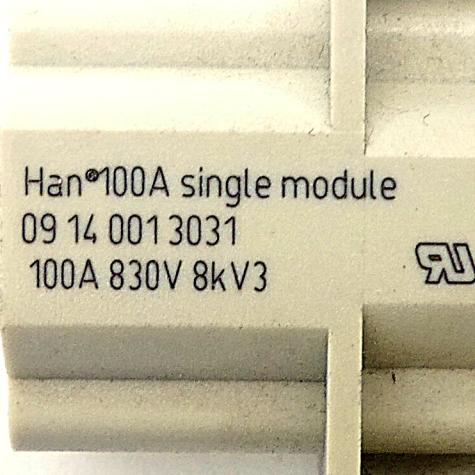 Han®100A single module
09 14 001 3031
100A 830V 8kV3